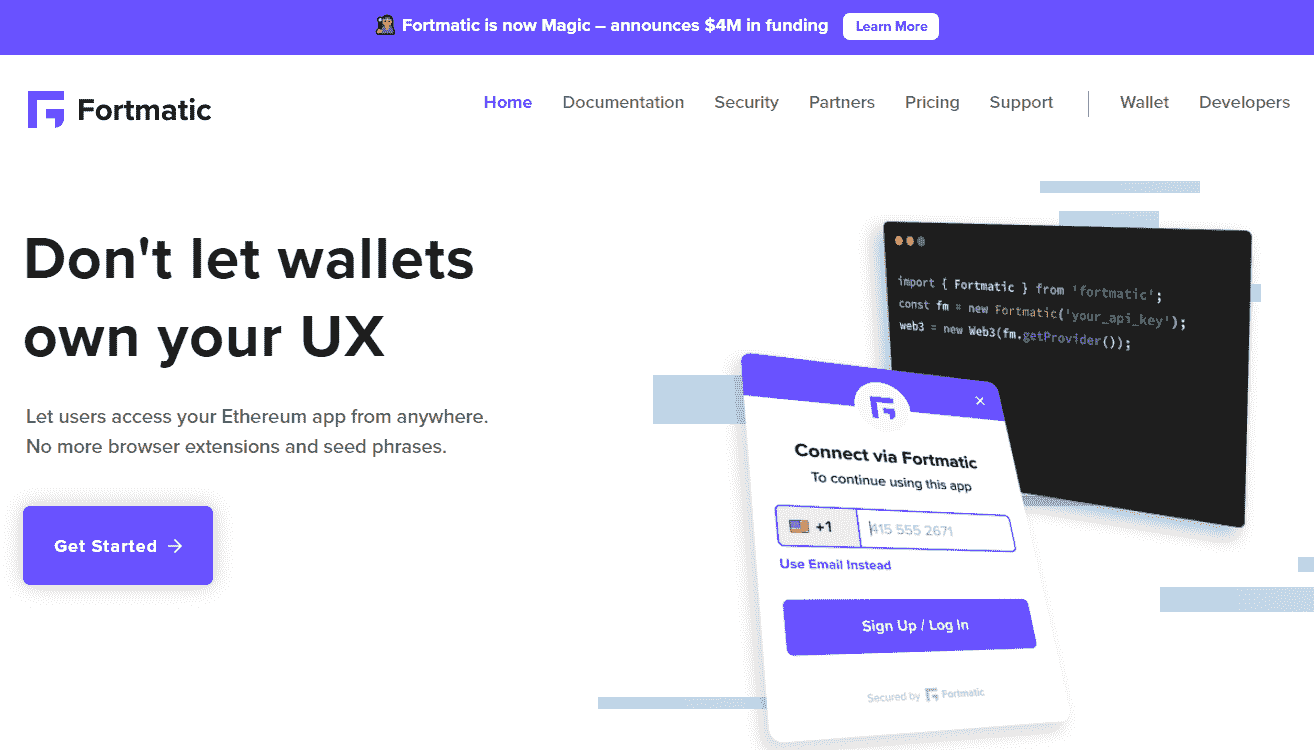 Fortmatic is now Magic – announces $4M in funding
Learn More
Fortmatic
Home
Documentation
Security
Partners
Pricing
Support
Wallet
Developers
Don't let wallets
own your UX
Let users access your Ethereum app from anywhere.
No more browser extensions and seed phrases.
Get Started →
import { Fortmatic } from 'fortmatic';
const fm = new Fortmatic('your_api_key');
web3 = new Web3(fm.getProvider());
Connect via Fortmatic
To continue using this app
+1
415 555 2671
Use Email Instead
Sign Up / Log In
Secured by Fortmatic